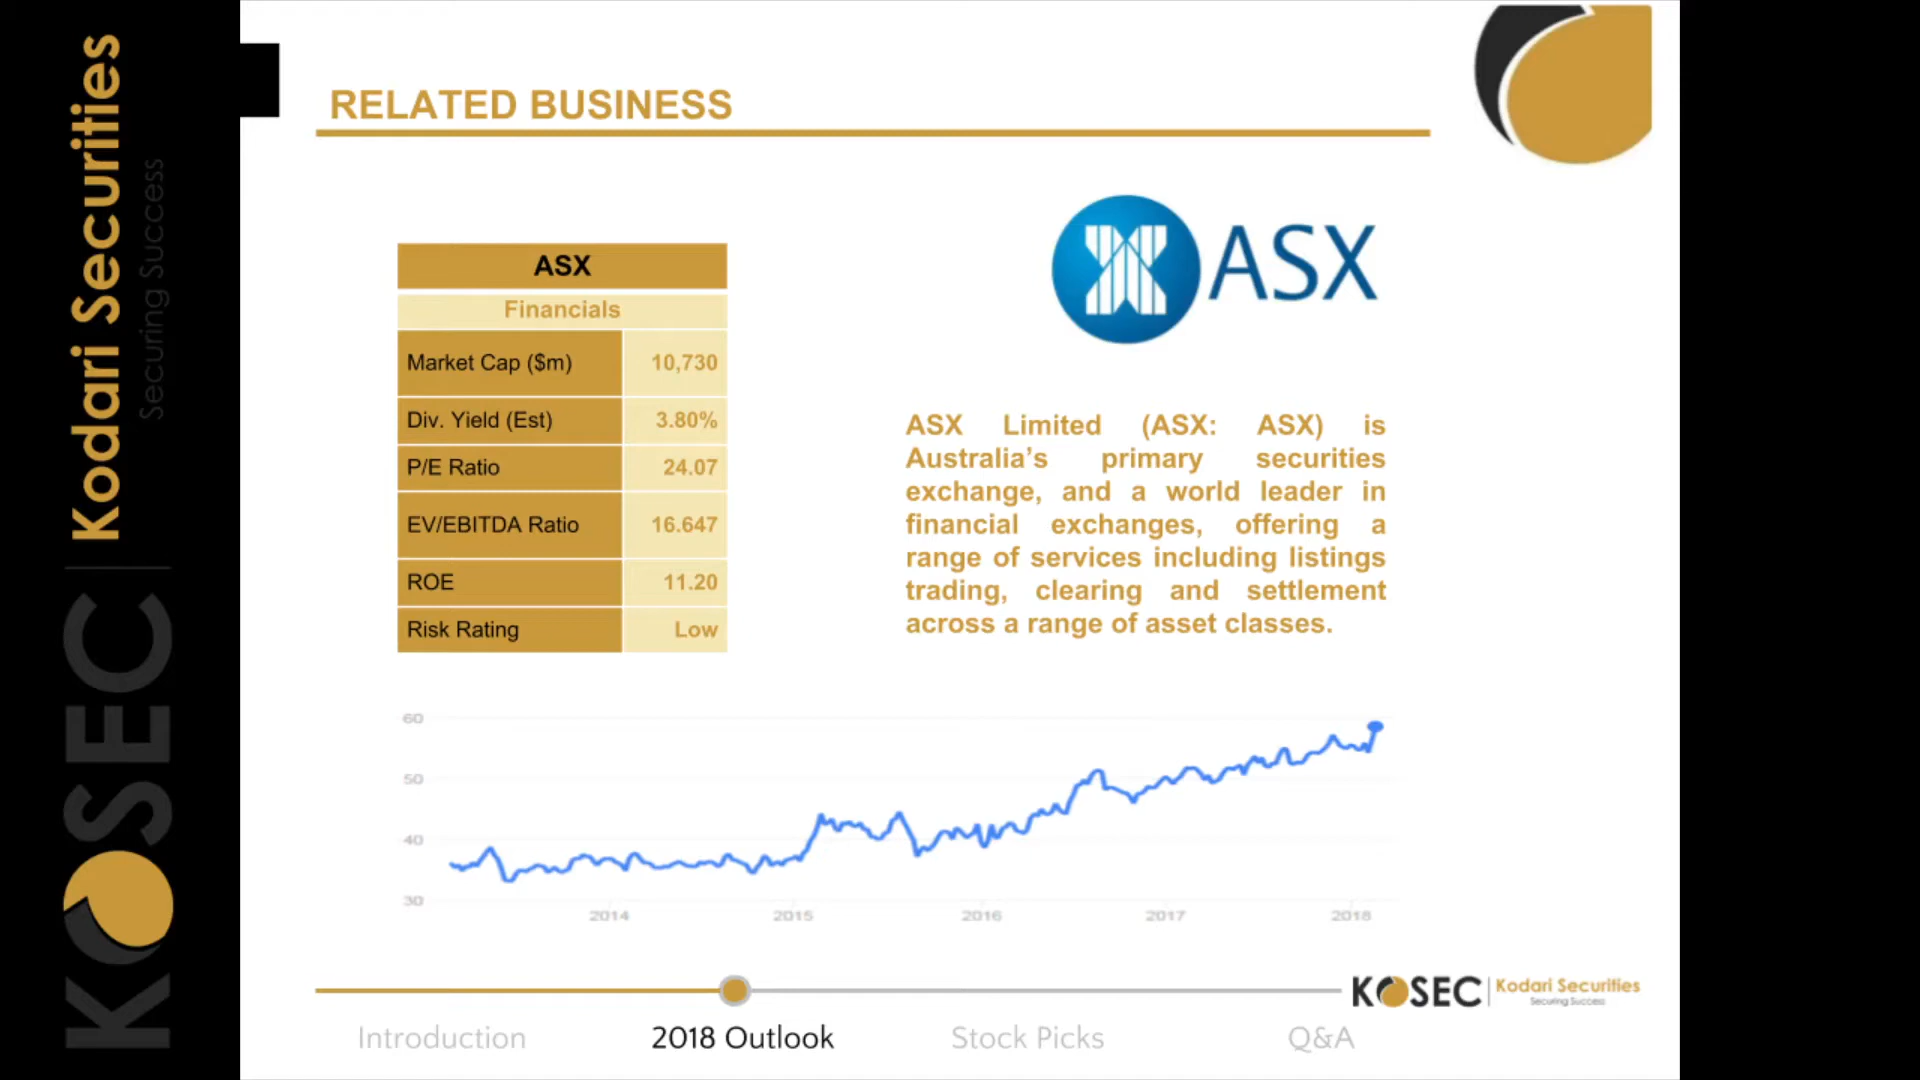 KOSEC | Kodari Securities
Securing Success
RELATED BUSINESS
ASX
ASX
Financials
Market Cap ($m) 10,730
Div. Yield (Est) 3.80%
P/E Ratio 24.07
EV/EBITDA Ratio 16.647
ROE 11.20
Risk Rating Low
ASX Limited (ASX: ASX) is
Australia’s primary securities
exchange, and a world leader in
financial exchanges, offering a
range of services including listings
trading, clearing and settlement
across a range of asset classes.
60
50
40
30
2014 2015 2016 2017 2018
KOSEC | Kodari Securities
Securing Success
Introduction 2018 Outlook Stock Picks Q&A